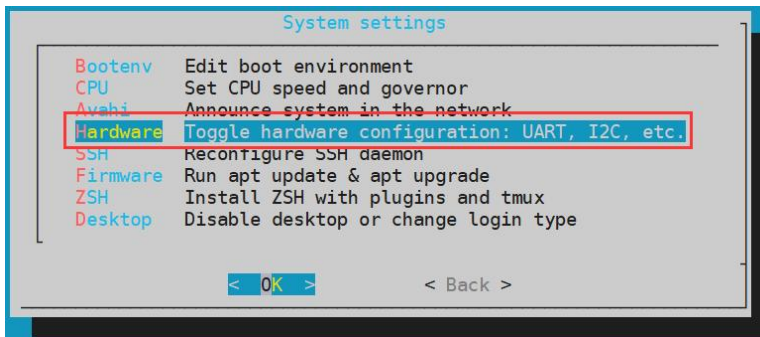 System settings
Bootenv Edit boot environment
CPU Set CPU speed and governor
Avahi Announce system in the network
Hardware Toggle hardware configuration: UART, I2C, etc.
SSH Reconfigure SSH daemon
Firmware Run apt update & apt upgrade
ZSH Install ZSH with plugins and tmux
Desktop Disable desktop or change login type
< OK > < Back >